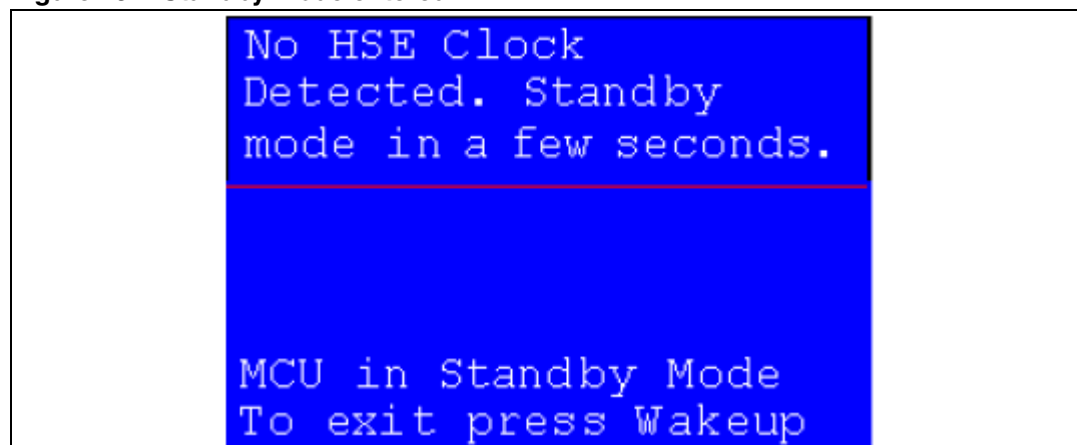 No HSE Clock
Detected. Standby
mode in a few seconds.
MCU in Standby Mode
To exit press Wakeup